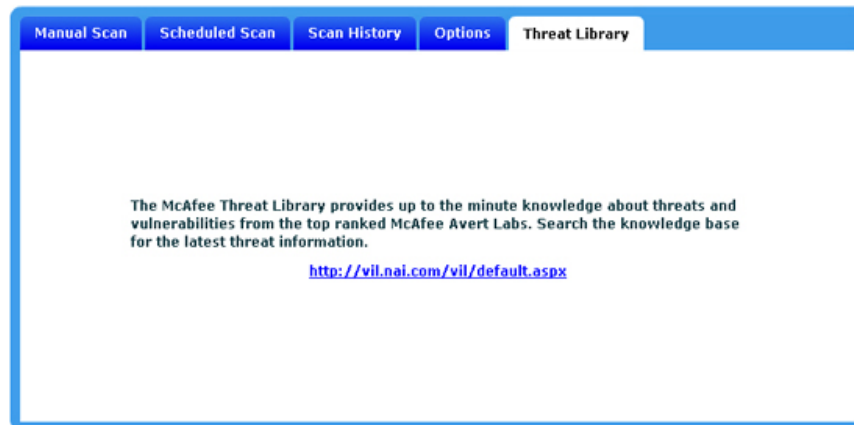 Manual Scan Scheduled Scan Scan History Options Threat Library
The McAfee Threat Library provides up to the minute knowledge about threats and
vulnerabilities from the top ranked McAfee Avert Labs. Search the knowledge base
for the latest threat information.
http://vil.nai.com/vil/default.aspx